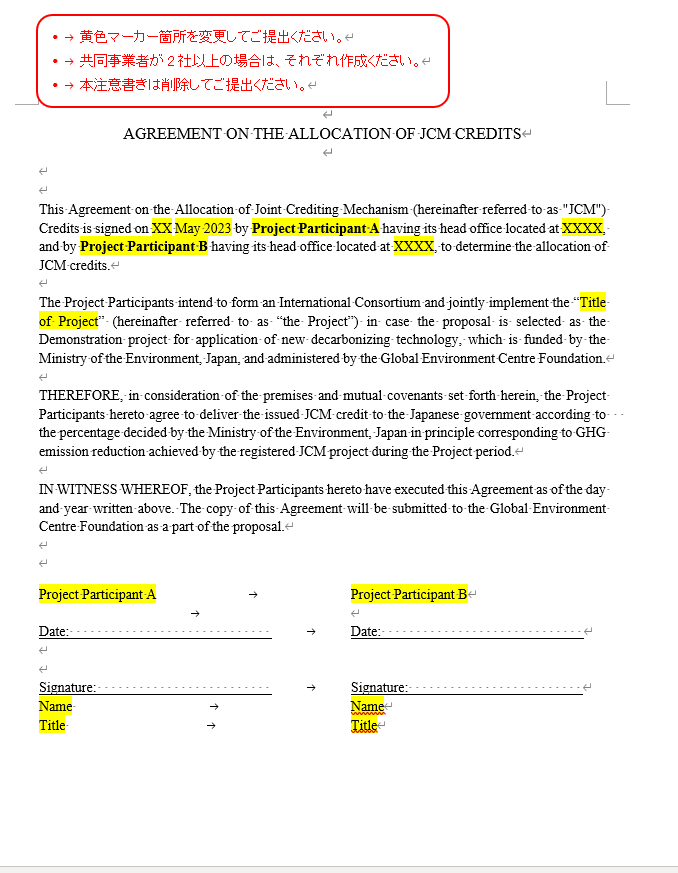 • → 黄色マーカー箇所を変更してご提出ください。↵
• → 共同事業者が２社以上の場合は、それぞれ作成ください。↵
• → 本注意書きは削除してご提出ください。↵
AGREEMENT ON THE ALLOCATION OF JCM CREDITS↵
This Agreement on the Allocation of Joint Crediting Mechanism (hereinafter referred to as "JCM")
Credits is signed on XX May 2023 by Project Participant A having its head office located at XXXX,
and by Project Participant B having its head office located at XXXX, to determine the allocation of
JCM credits.↵
The Project Participants intend to form an International Consortium and jointly implement the “Title
of Project” (hereinafter referred to as “the Project”) in case the proposal is selected as the
Demonstration project for application of new decarbonizing technology, which is funded by the
Ministry of the Environment, Japan, and administered by the Global Environment Centre Foundation.↵
THEREFORE, in consideration of the premises and mutual covenants set forth herein, the Project
Participants hereto agree to deliver the issued JCM credit to the Japanese government according to
the percentage decided by the Ministry of the Environment, Japan in principle corresponding to GHG
emission reduction achieved by the registered JCM project during the Project period.↵
IN WITNESS WHEREOF, the Project Participants hereto have executed this Agreement as of the day
and year written above. The copy of this Agreement will be submitted to the Global Environment
Centre Foundation as a part of the proposal.↵
Project Participant A → Project Participant B↵
→ ↵
Date: → Date: ↵
Signature: → Signature: ↵
Name → Name↵
Title → Title↵